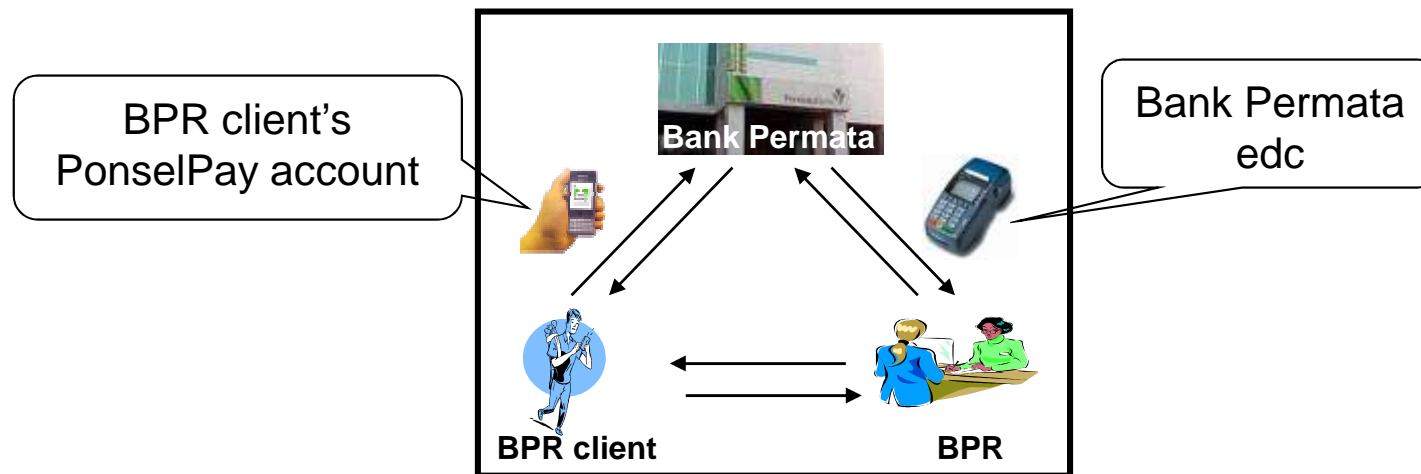 BPR client's
PonselPay account
Bank Permata
edc
Bank Permata
BPR client
BPR